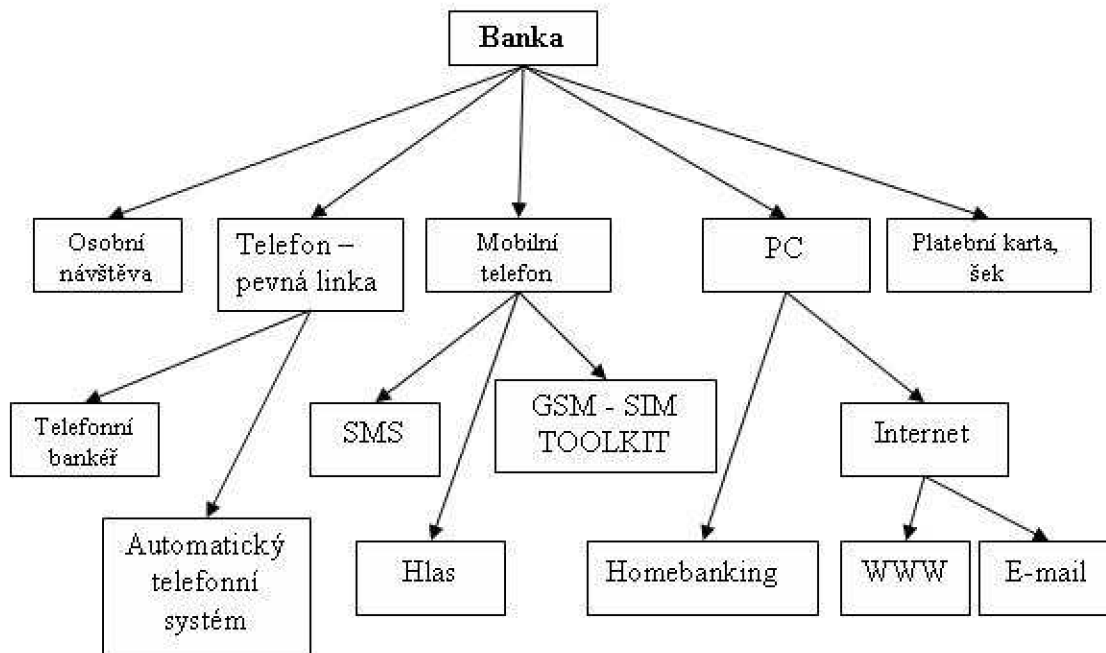 Banka
Osobní
návštěva
Telefon –
pevná linka
Mobilní
telefon
PC
Platební karta,
šek
Telefonní
bankéř
SMS
GSM - SIM
TOOLKIT
Internet
Automatický
telefonní
systém
Hlas
Homebanking
WWW
E-mail